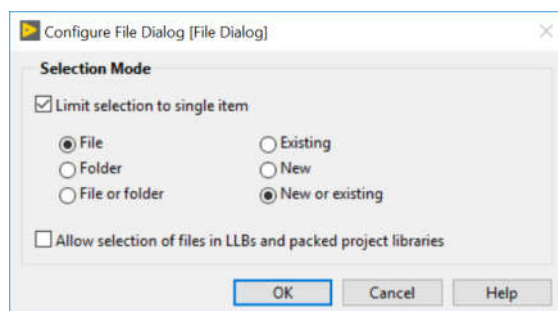 Configure File Dialog [File Dialog]
Selection Mode
Limit selection to single item
File
Existing
Folder
New
File or folder
New or existing
Allow selection of files in LLBs and packed project libraries
OK
Cancel
Help